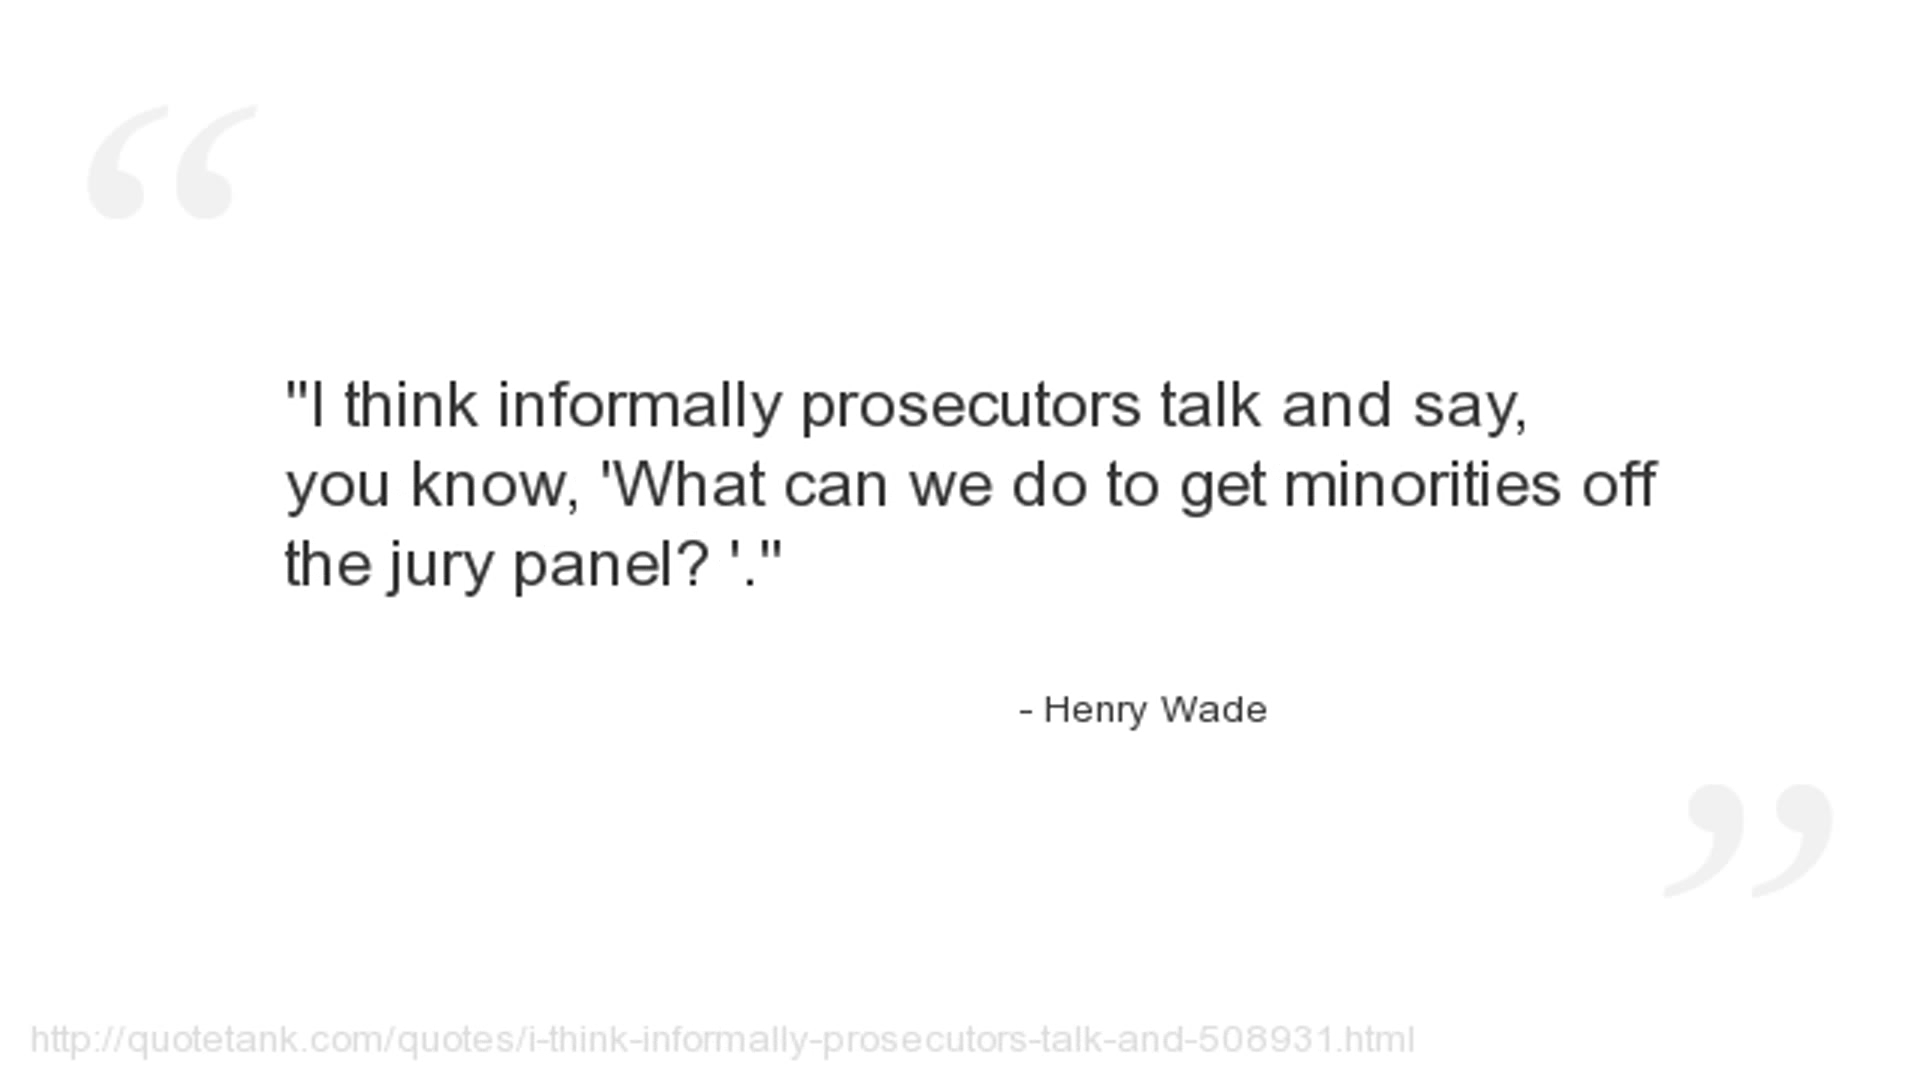 "I think informally prosecutors talk and say,
you know, 'What can we do to get minorities off
the jury panel? '."
- Henry Wade
http://quotetank.com/quotes/i-think-informally-prosecutors-talk-and-508931.html